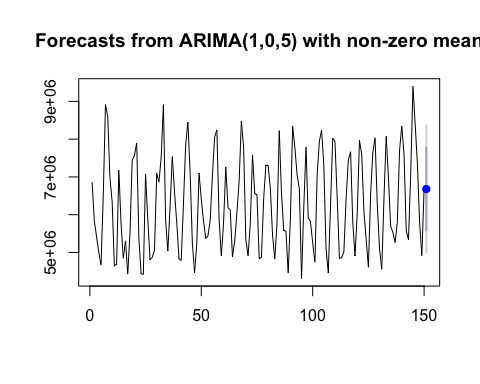 Forecasts from ARIMA(1,0,5) with non-zero mean
9e+06
7e+06
5e+06
0
50
100
150